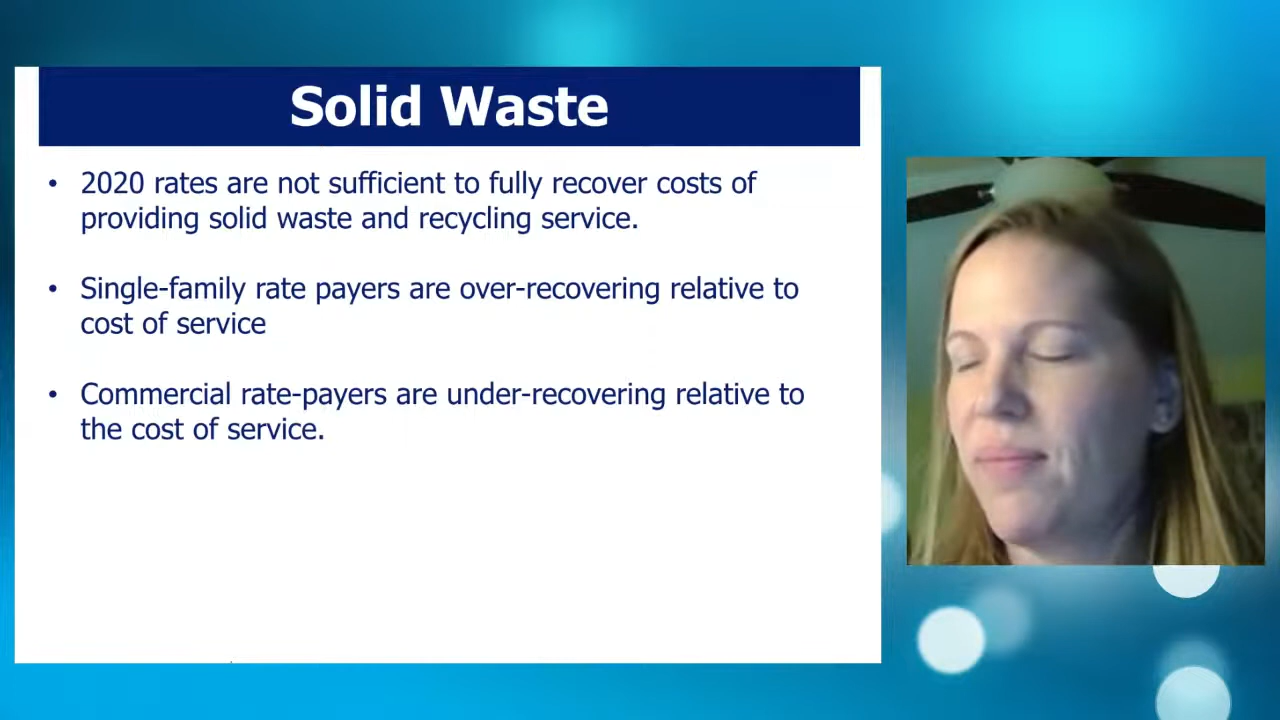 Solid Waste
• 2020 rates are not sufficient to fully recover costs of
providing solid waste and recycling service.
• Single-family rate payers are over-recovering relative to
cost of service
• Commercial rate-payers are under-recovering relative to
the cost of service.